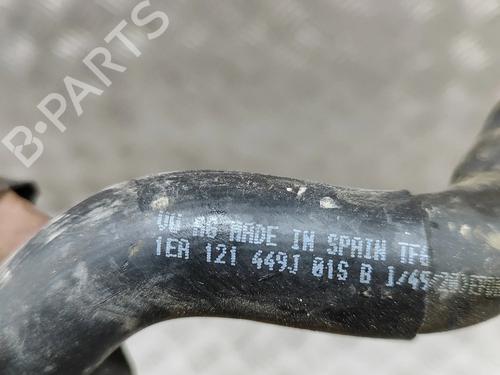 B-PARTS
VW AG MADE IN SPAIN TF6
1EA 121 449J 01S B 1/45/